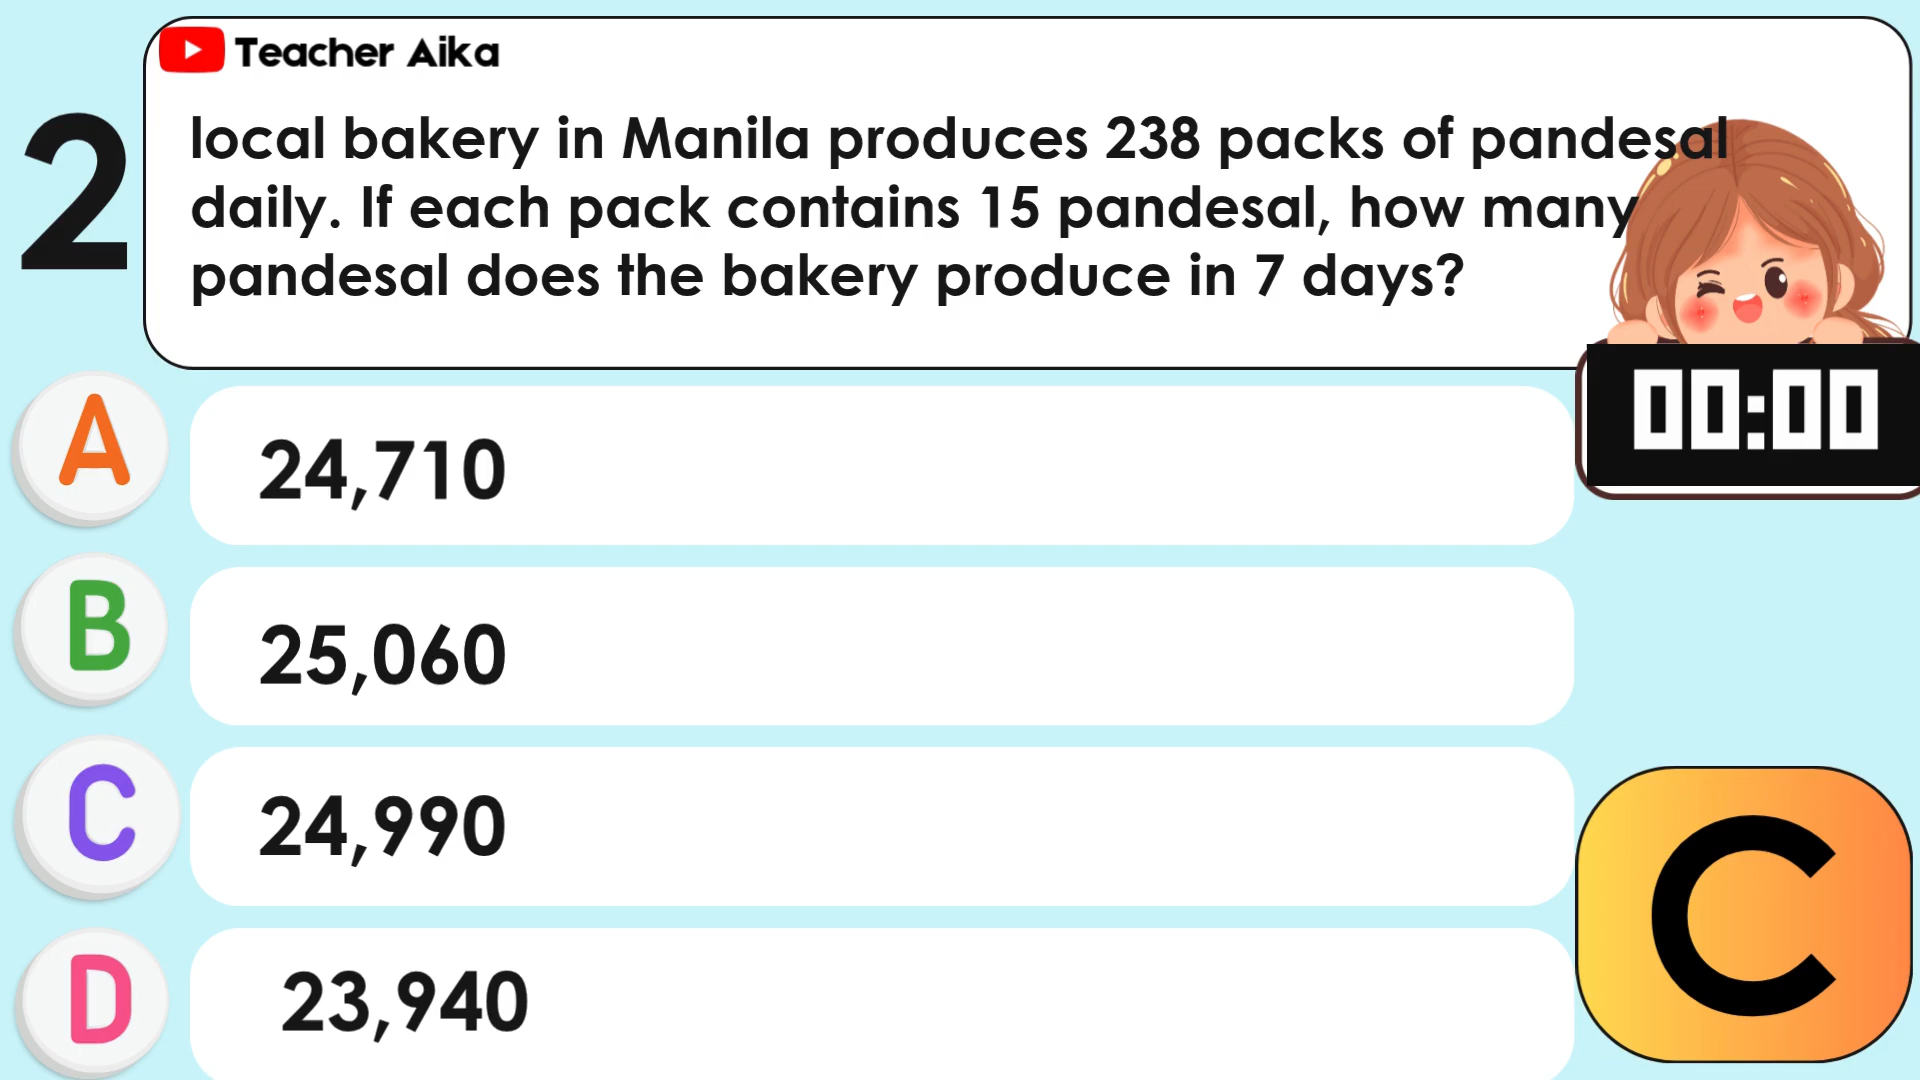 Teacher Aika
2
local bakery in Manila produces 238 packs of pandesal
daily. If each pack contains 15 pandesal, how many
pandesal does the bakery produce in 7 days?
00:00
A
24,710
B
25,060
C
24,990
D
23,940
C